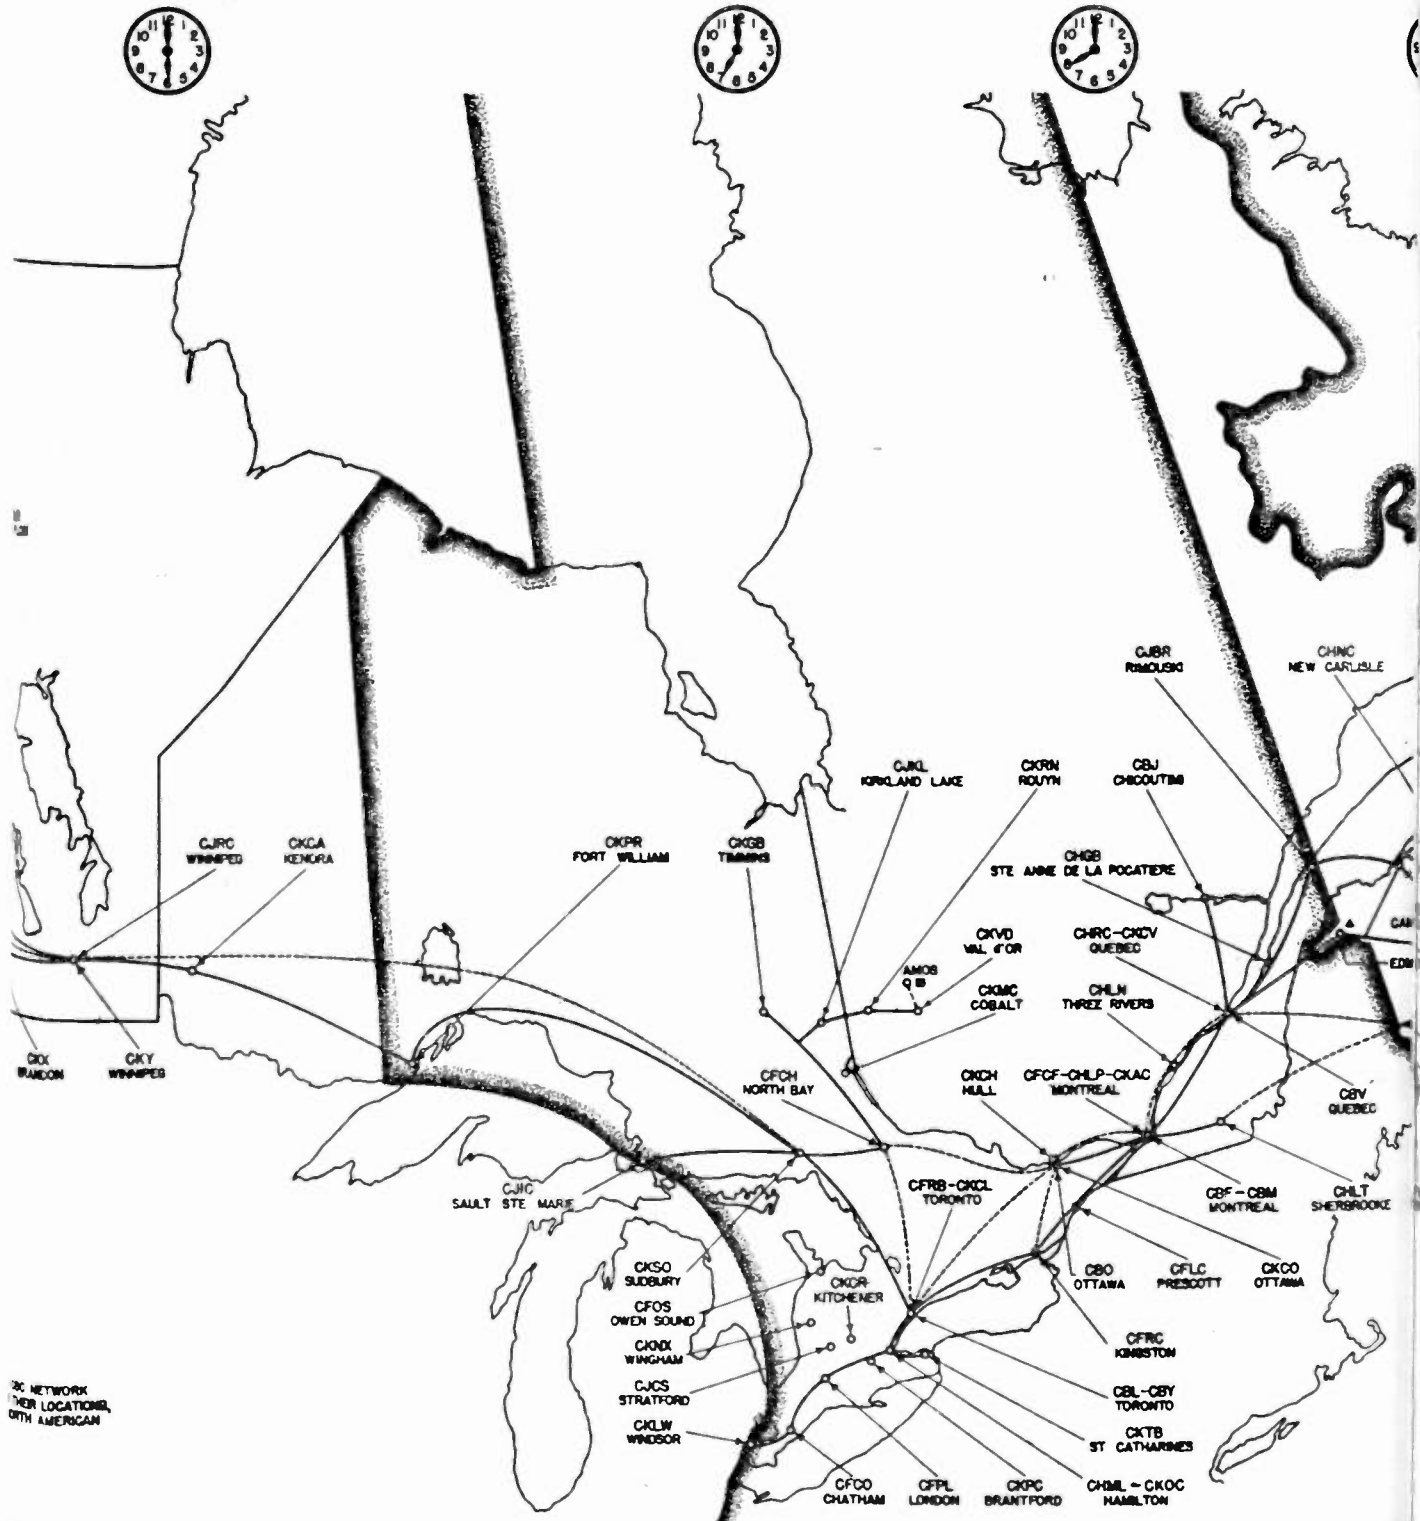 CJBR
RIMOUSKI
CHNC
NEW CARLISLE
CJKL
KIRKLAND LAKE
CKRN
ROUYN
CBJ
CHICOUTIMI
CJRC
WINNIPEG
CKCA
KENORA
CKPR
FORT WILLIAM
CKGB
TIMMINS
CHGB
STE ANNE DE LA POCATIERE
CKVD
VAL d'OR
CHRC-CKCV
QUEBEC
AMOS
CKMC
COBALT
CHLN
THREE RIVERS
CKX
BRANDON
CKY
WINNIPEG
CFCH
NORTH BAY
CKCH
HULL
CFCF-CHLP-CKAC
MONTREAL
CBV
QUEBEC
CJIC
SAULT STE MARIE
CFRB-CKCL
TORONTO
CBF-CBM
MONTREAL
CHLT
SHERBROOKE
CKSO
SUDBURY
CKCR
KITCHENER
CBO
OTTAWA
CFLC
PRESCOTT
CKCO
OTTAWA
CFOS
OWEN SOUND
CKNX
WINGHAM
CFRC
KINGSTON
CJCS
STRATFORD
CBL-CBY
TORONTO
CKLW
WINDSOR
CKTB
ST CATHARINES
CFCO
CHATHAM
CFPL
LONDON
CKPC
BRANTFORD
CHML-CKOC
HAMILTON
NETWORK
LOCATIONS,
AMERICAN